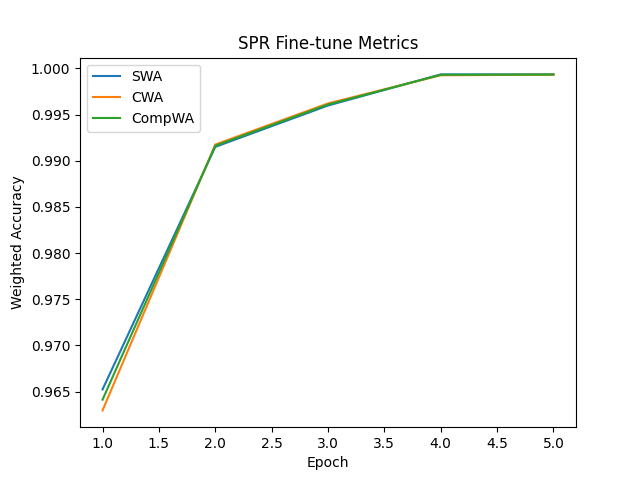 SPR Fine-tune Metrics
SWA
CWA
CompWA
Weighted Accuracy
1.000
0.995
0.990
0.985
0.980
0.975
0.970
0.965
1.0 1.5 2.0 2.5 3.0 3.5 4.0 4.5 5.0
Epoch